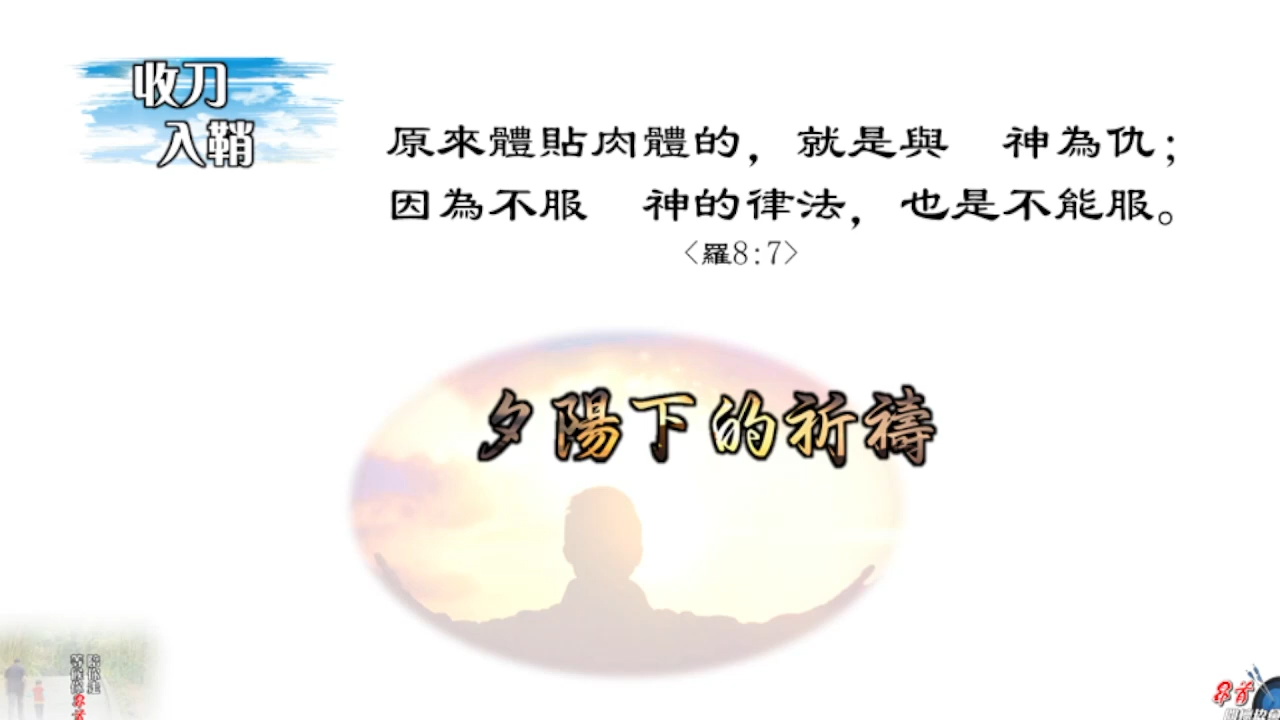 收刀
入鞘
原來體貼肉體的，就是與　神為仇；
因為不服　神的律法，也是不能服。
〈羅8:7〉
夕陽下的祈禱